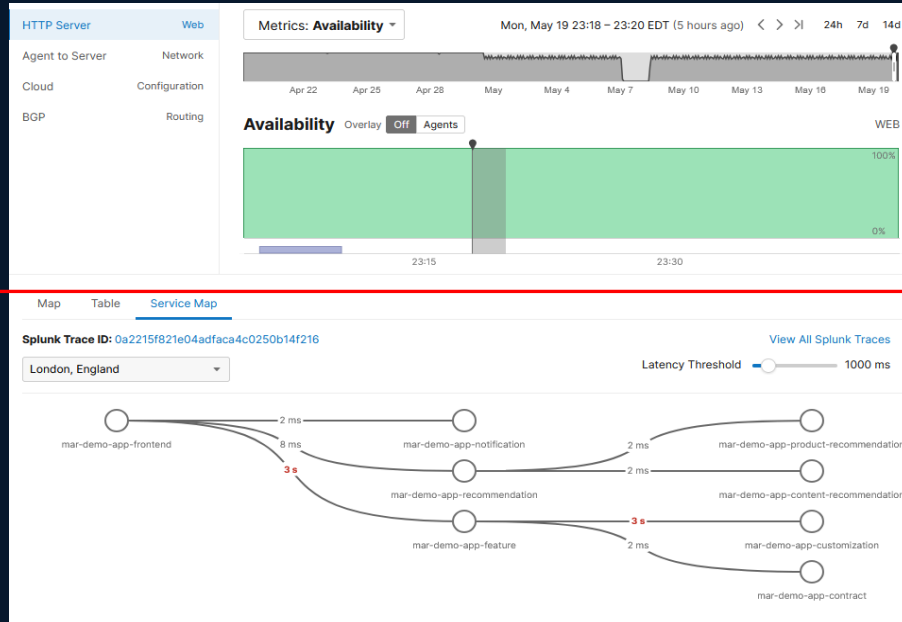 HTTP Server Web
Agent to Server Network
Cloud Configuration
BGP Routing
Metrics: Availability
Mon, May 19 23:18 – 23:20 EDT (5 hours ago) 24h 7d 14d
Apr 22 Apr 25 Apr 28 May May 4 May 7 May 10 May 13 May 16 May 19
Availability Overlay Off Agents WEB
100%
0%
23:15 23:30
Map Table Service Map
Splunk Trace ID: 0a2215f821e04adfaca4c0250b14f216 View All Splunk Traces
London, England Latency Threshold 1000 ms
2 ms
mar-demo-app-frontend 8 ms mar-demo-app-notification 2 ms mar-demo-app-product-recommendation
3 s 2 ms
mar-demo-app-recommendation mar-demo-app-content-recommendation
3 s
mar-demo-app-feature 2 ms mar-demo-app-customization
mar-demo-app-contract